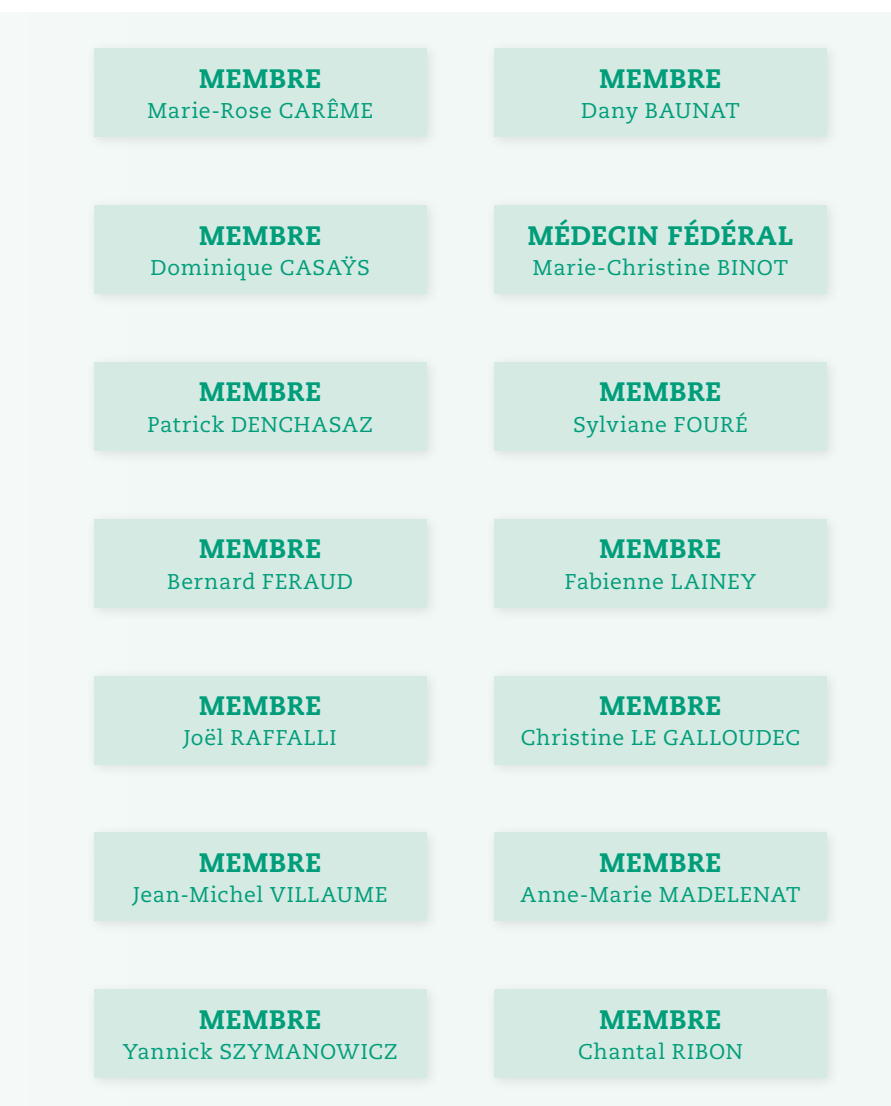 MEMBRE
Marie-Rose CARÊME
MEMBRE
Dany BAUNAT
MEMBRE
Dominique CASAŸS
MÉDECIN FÉDÉRAL
Marie-Christine BINOT
MEMBRE
Patrick DENCHASAZ
MEMBRE
Sylviane FOURÉ
MEMBRE
Bernard FERAUD
MEMBRE
Fabienne LAINEY
MEMBRE
Joël RAFFALLI
MEMBRE
Christine LE GALLOUDEC
MEMBRE
Jean-Michel VILLAUME
MEMBRE
Anne-Marie MADELENAT
MEMBRE
Yannick SZYMANOWICZ
MEMBRE
Chantal RIBON